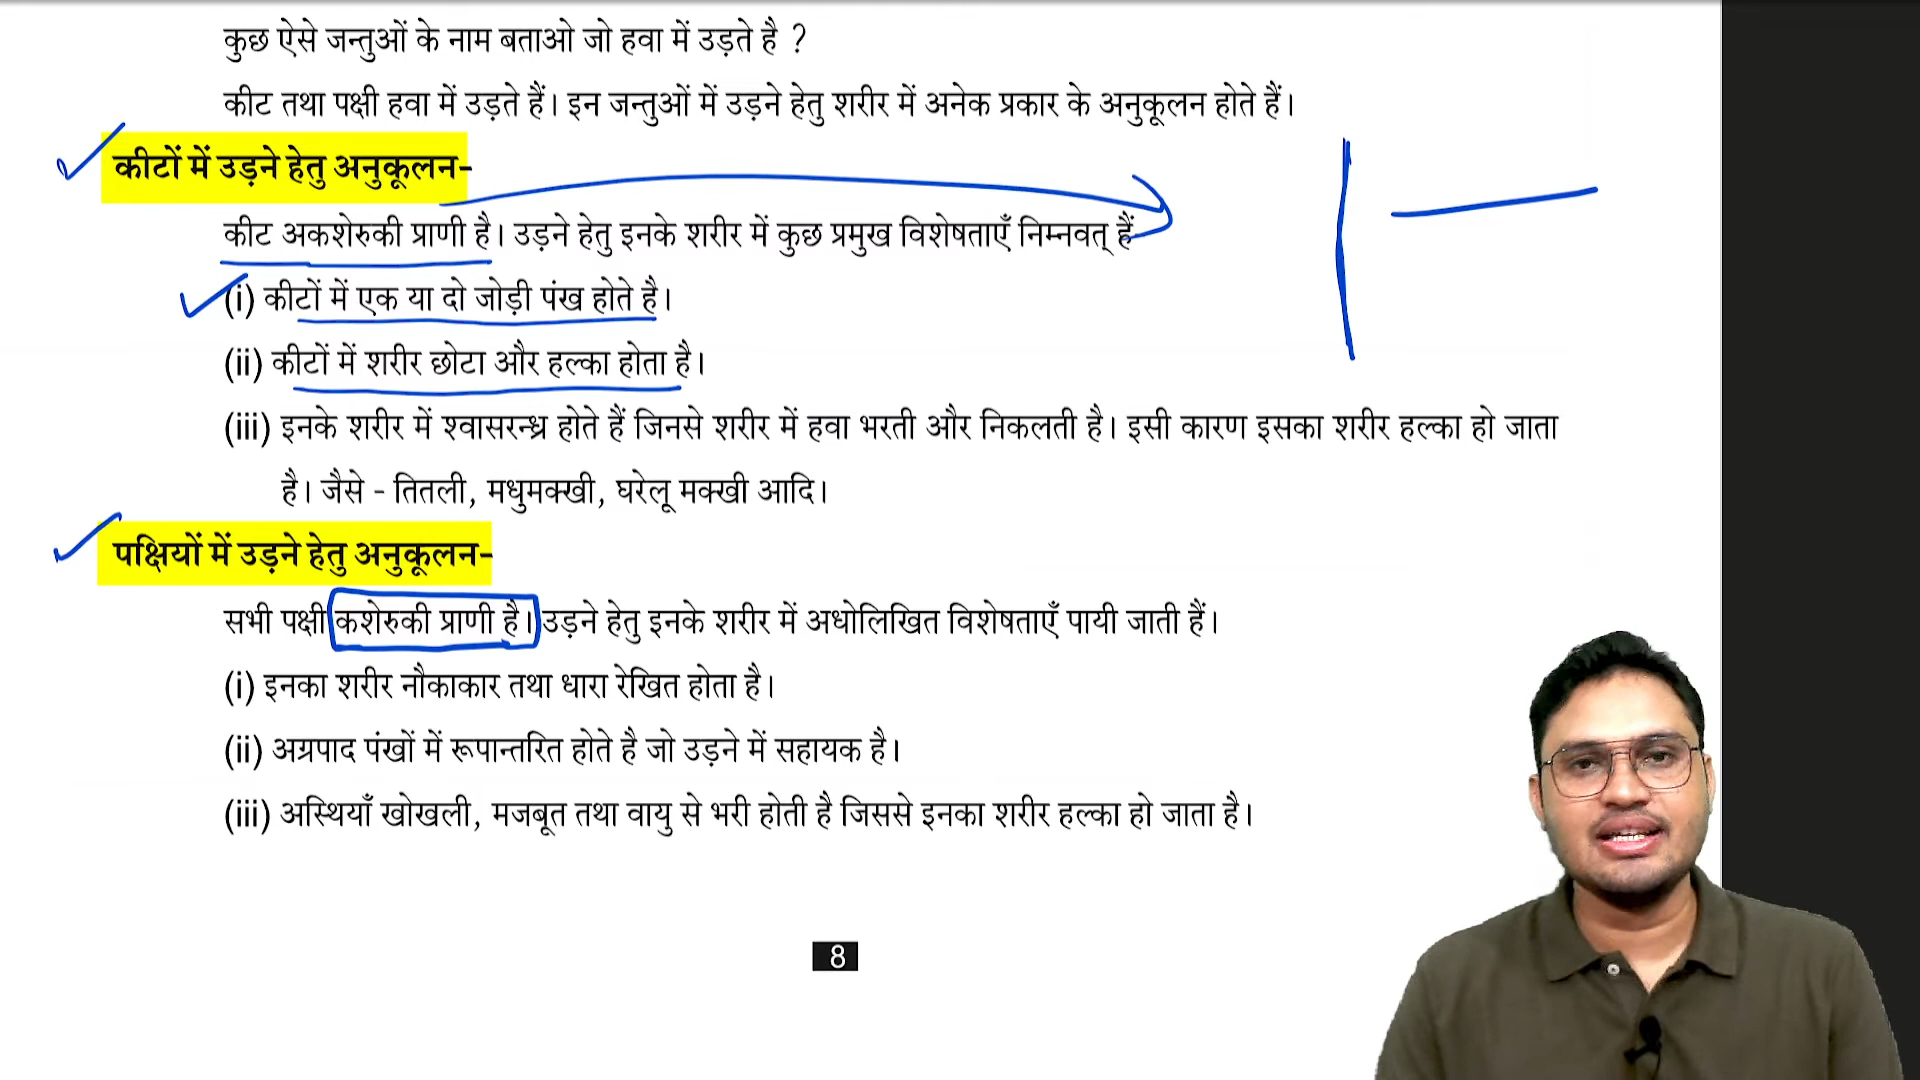 कुछ ऐसे जन्तुओं के नाम बताओ जो हवा में उड़ते है ?
कीट तथा पक्षी हवा में उड़ते हैं। इन जन्तुओं में उड़ने हेतु शरीर में अनेक प्रकार के अनुकूलन होते हैं।
कीटों में उड़ने हेतु अनुकूलन-
कीट अकशेरुकी प्राणी है। उड़ने हेतु इनके शरीर में कुछ प्रमुख विशेषताएँ निम्नवत् हैं
(i) कीटों में एक या दो जोड़ी पंख होते है।
(ii) कीटों में शरीर छोटा और हल्का होता है।
(iii) इनके शरीर में श्वासरन्ध्र होते हैं जिनसे शरीर में हवा भरती और निकलती है। इसी कारण इसका शरीर हल्का हो जाता
है। जैसे - तितली, मधुमक्खी, घरेलू मक्खी आदि।
पक्षियों में उड़ने हेतु अनुकूलन-
सभी पक्षी कशेरुकी प्राणी है। उड़ने हेतु इनके शरीर में अधोलिखित विशेषताएँ पायी जाती हैं।
(i) इनका शरीर नौकाकार तथा धारा रेखित होता है।
(ii) अग्रपाद पंखों में रूपान्तरित होते है जो उड़ने में सहायक है।
(iii) अस्थियाँ खोखली, मजबूत तथा वायु से भरी होती है जिससे इनका शरीर हल्का हो जाता है।
8